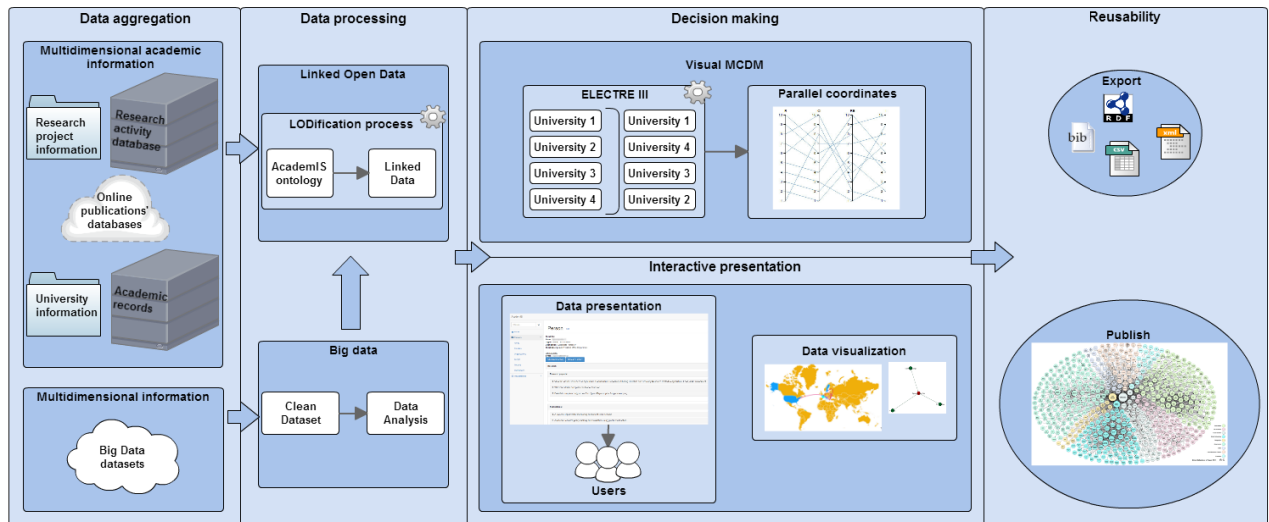 Data aggregation
Multidimensional academic
information
Research
project
information
Research
activity
database
Online
publications'
databases
University
information
Academic
records
Multidimensional information
Big Data
datasets
Data processing
Linked Open Data
LODification process
AcademIS
ontology
Linked
Data
Big data
Clean
Dataset
Data
Analysis
Decision making
Visual MCDM
ELECTRE III
University 1
University 2
University 3
University 4
University 1
University 4
University 3
University 2
Parallel coordinates
Interactive presentation
Data presentation
Person
Users
Data visualization
Reusability
Export
RDF
bib
CSV
xml
Publish